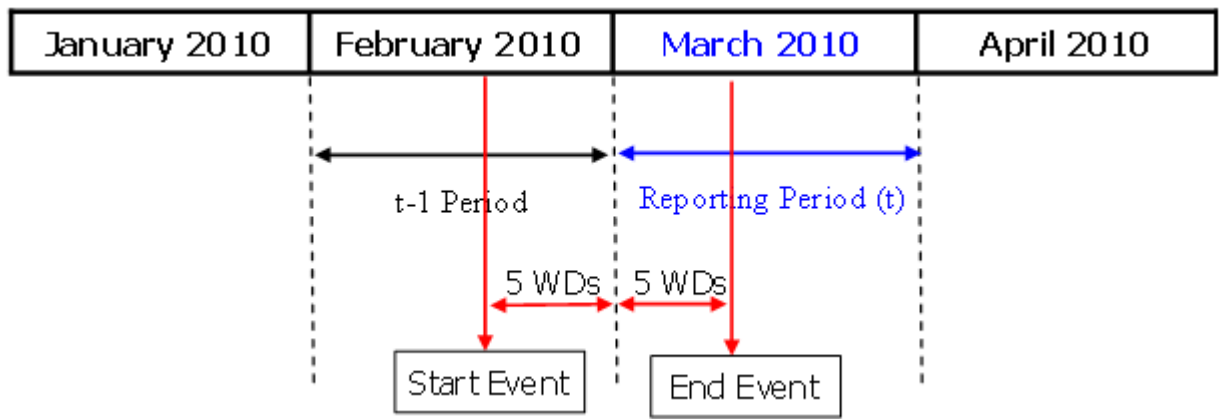 January 2010 February 2010 March 2010 April 2010
t-1 Period Reporting Period (t)
5 WDs 5 WDs
Start Event End Event